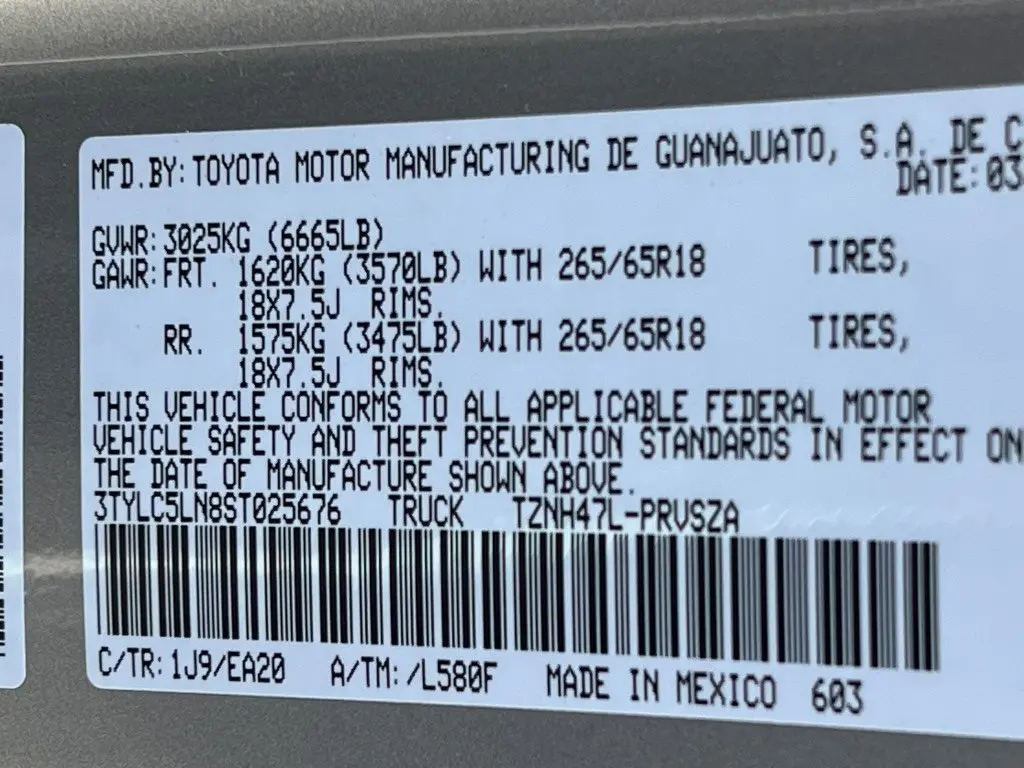 MFD.BY: TOYOTA MOTOR MANUFACTURING DE GUANAJUATO, S.A. DE C
DATE: 03
GVWR: 3025KG (6665LB)
GAWR: FRT. 1620KG (3570LB) WITH 265/65R18 TIRES,
18X7.5J RIMS.
RR. 1575KG (3475LB) WITH 265/65R18 TIRES,
18X7.5J RIMS.
THIS VEHICLE CONFORMS TO ALL APPLICABLE FEDERAL MOTOR
VEHICLE SAFETY AND THEFT PREVENTION STANDARDS IN EFFECT ON
THE DATE OF MANUFACTURE SHOWN ABOVE.
3TYLC5LN8ST025676 TRUCK TZNH47L-PRVSZA
C/TR: 1J9/EA20 A/TM: /L580F MADE IN MEXICO 603